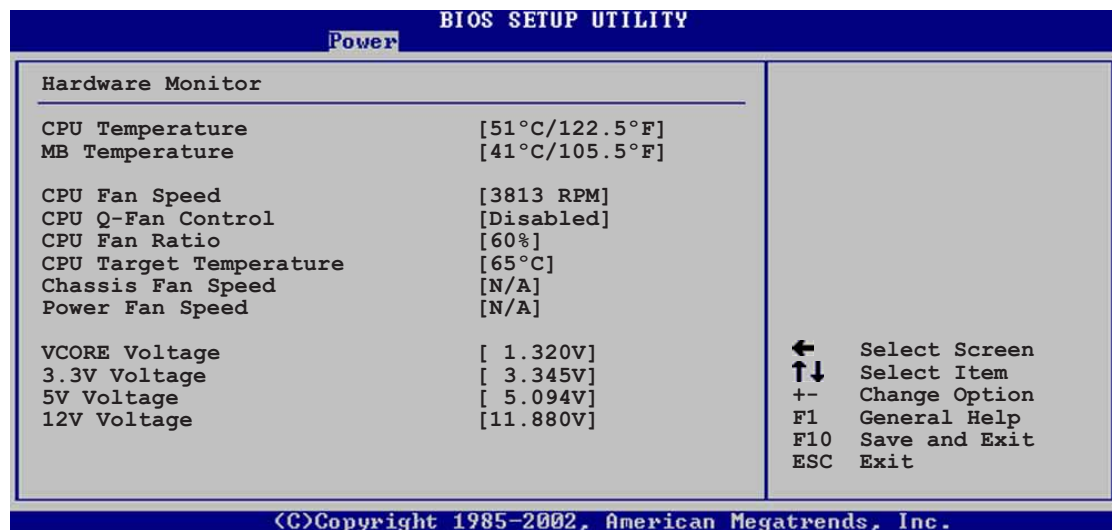 BIOS SETUP UTILITY
Power
Hardware Monitor
CPU Temperature [51°C/122.5°F]
MB Temperature [41°C/105.5°F]
CPU Fan Speed [3813 RPM]
CPU Q-Fan Control [Disabled]
CPU Fan Ratio [60%]
CPU Target Temperature [65°C]
Chassis Fan Speed [N/A]
Power Fan Speed [N/A]
VCORE Voltage [ 1.320V]
3.3V Voltage [ 3.345V]
5V Voltage [ 5.094V]
12V Voltage [11.880V]
← Select Screen
↑↓ Select Item
+- Change Option
F1 General Help
F10 Save and Exit
ESC Exit
(C)Copyright 1985-2002, American Megatrends, Inc.